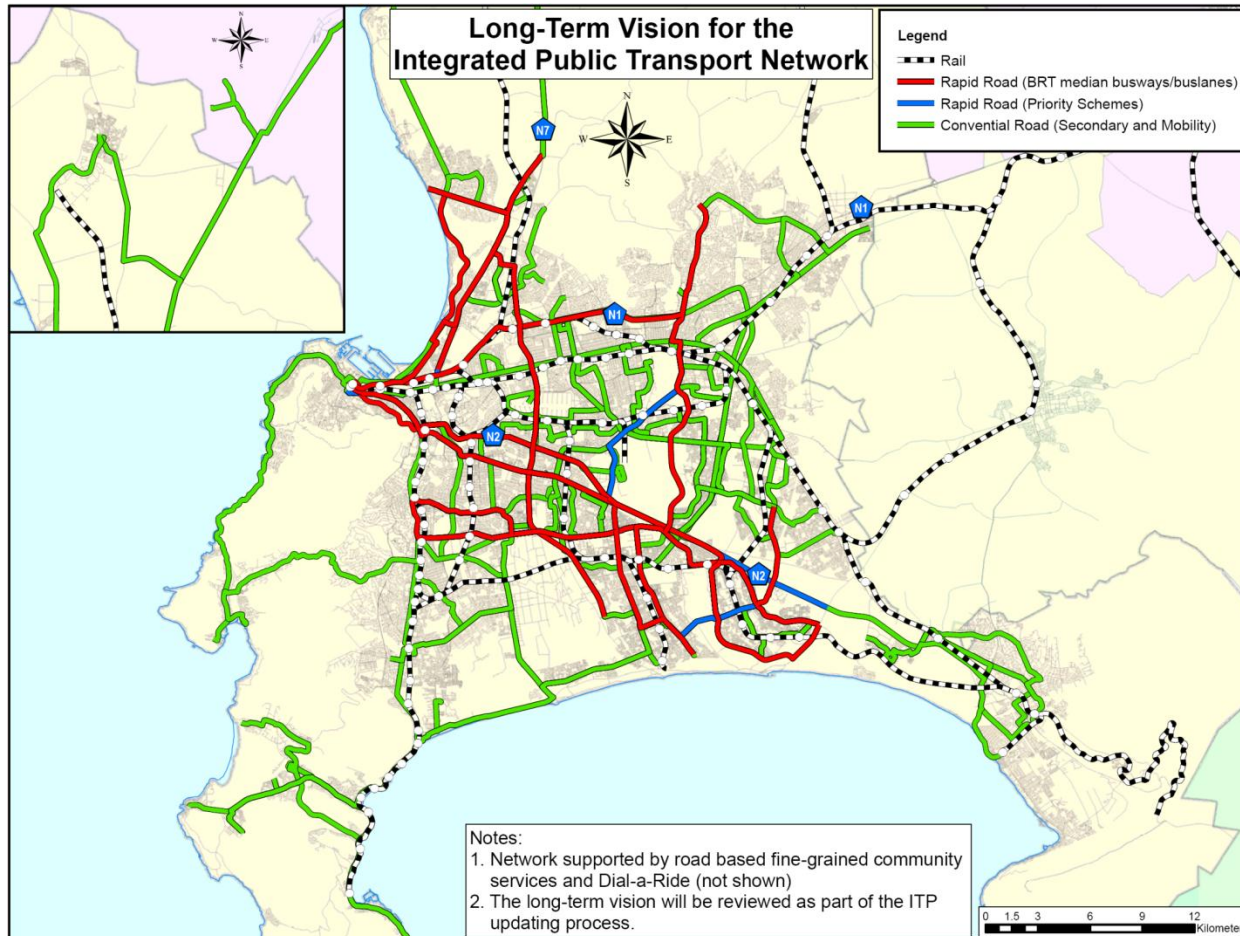 Long-Term Vision for the
Integrated Public Transport Network
Legend
Rail
Rapid Road (BRT median busways/buslanes)
Rapid Road (Priority Schemes)
Convential Road (Secondary and Mobility)
N
W E
S
N
W E
S
N7
N1
N1
N2
N2
Notes:
1. Network supported by road based fine-grained community
services and Dial-a-Ride (not shown)
2. The long-term vision will be reviewed as part of the ITP
updating process.
0 1.5 3 6 9 12
Kilometer